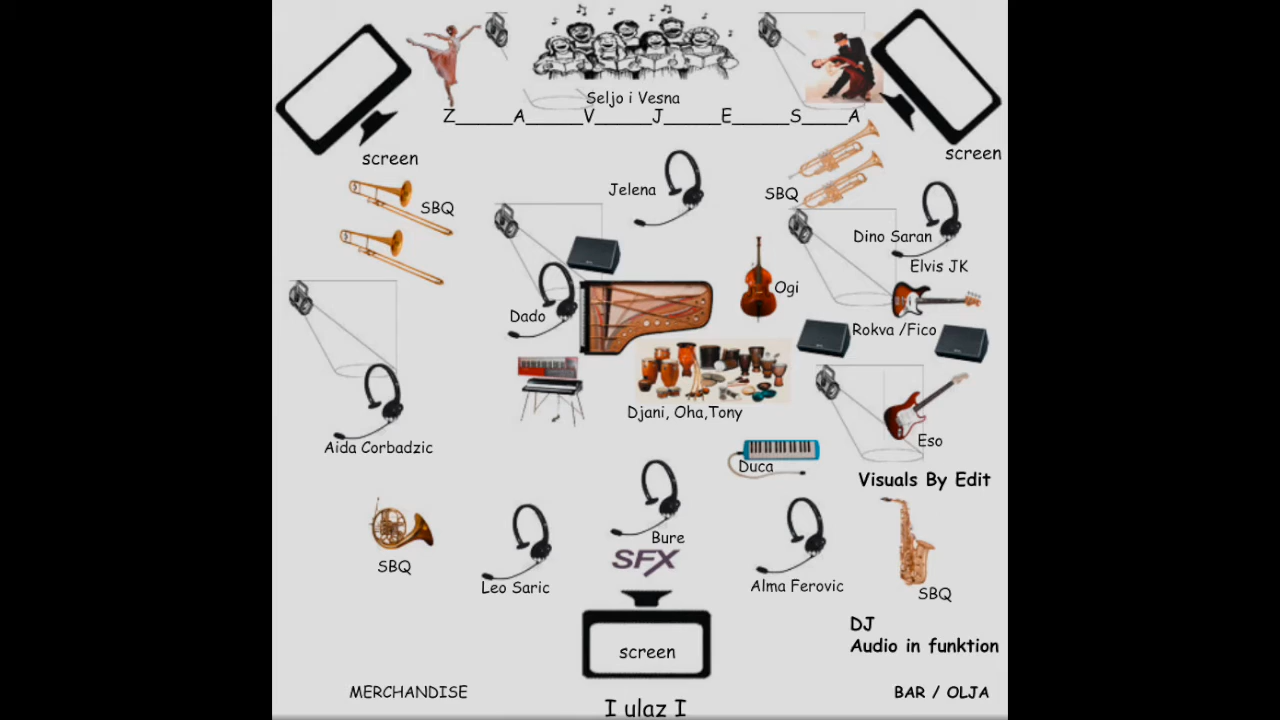 Seljo i Vesna
Z_____A_____V_____J_____E_____S____A
screen
screen
Jelena
SBQ
SBQ
Dino Saran
Elvis JK
Ogi
Dado
Rokva /Fico
Djani, Oha,Tony
Eso
Aida Corbadzic
Duca
Visuals By Edit
Bure
SFX
SBQ
Leo Saric
Alma Ferovic
SBQ
DJ
Audio in funktion
screen
MERCHANDISE
BAR / OLJA
I ulaz I